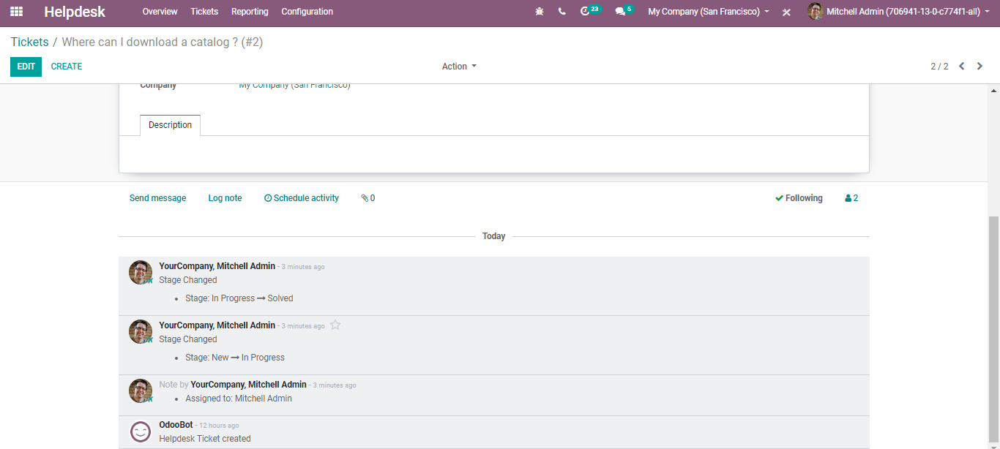 Helpdesk Overview Tickets Reporting Configuration 23 5 My Company (San Francisco) Mitchell Admin (706941-13-0-c774f1-all)
Tickets / Where can I download a catalog ? (#2)
EDIT CREATE Action 2 / 2
Company My Company (San Francisco)
Description
Send message Log note Schedule activity 0 Following 2
Today
YourCompany, Mitchell Admin - 3 minutes ago
Stage Changed
• Stage: In Progress → Solved
YourCompany, Mitchell Admin - 3 minutes ago
Stage Changed
• Stage: New → In Progress
Note by YourCompany, Mitchell Admin - 3 minutes ago
• Assigned to: Mitchell Admin
OdooBot - 12 hours ago
Helpdesk Ticket created